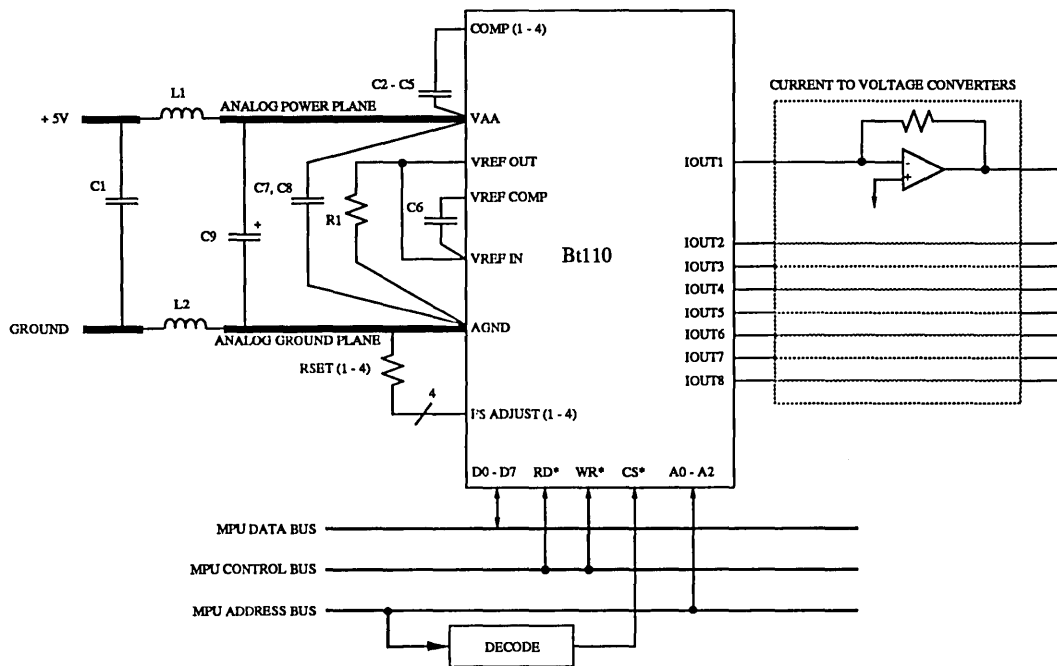 COMP (1 - 4)
C2 - C5
CURRENT TO VOLTAGE CONVERTERS
L1
ANALOG POWER PLANE
+ 5V
VAA
VREF OUT
IOUT1
-
+
C1
C7, C8
VREF COMP
R1
C6
C9
+
VREF IN
Bt110
IOUT2
IOUT3
IOUT4
IOUT5
IOUT6
IOUT7
IOUT8
L2
GROUND
AGND
ANALOG GROUND PLANE
RSET (1 - 4)
4
FS ADJUST (1 - 4)
D0 - D7 RD* WR* CS* A0 - A2
MPU DATA BUS
MPU CONTROL BUS
MPU ADDRESS BUS
DECODE